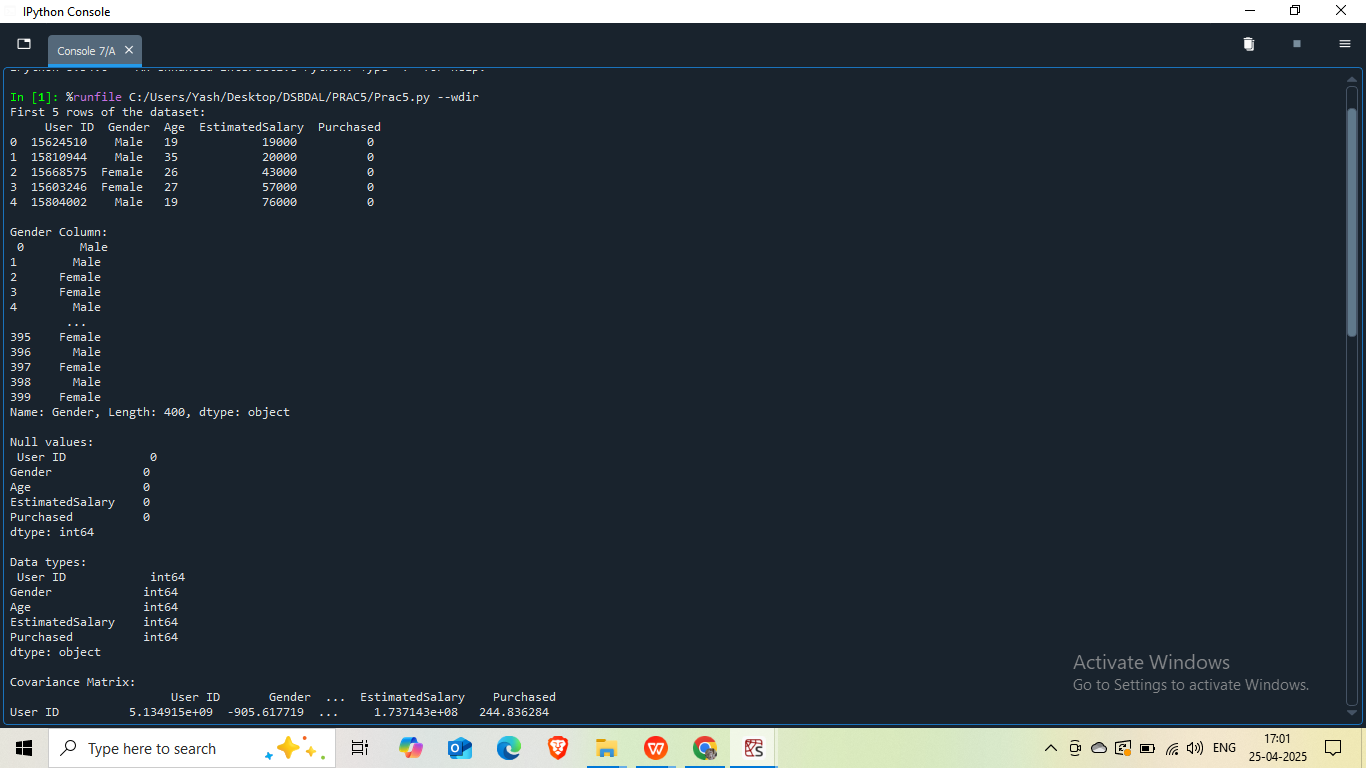 IPython Console
Console 7/A
In [1]: %runfile C:/Users/Yash/Desktop/DSBDAL/PRAC5/Prac5.py --wdir
First 5 rows of the dataset:
User ID Gender Age EstimatedSalary Purchased
0 15624510 Male 19 19000 0
1 15810944 Male 35 20000 0
2 15668575 Female 26 43000 0
3 15603246 Female 27 57000 0
4 15804002 Male 19 76000 0
Gender Column:
0 Male
1 Male
2 Female
3 Female
4 Male
...
395 Female
396 Male
397 Female
398 Male
399 Female
Name: Gender, Length: 400, dtype: object
Null values:
User ID 0
Gender 0
Age 0
EstimatedSalary 0
Purchased 0
dtype: int64
Data types:
User ID int64
Gender int64
Age int64
EstimatedSalary int64
Purchased int64
dtype: object
Covariance Matrix:
User ID Gender ... EstimatedSalary Purchased
User ID 5.134915e+09 -905.617719 ... 1.737143e+08 244.836284
Activate Windows
Go to Settings to activate Windows.
Type here to search
ENG
17:01
25-04-2025